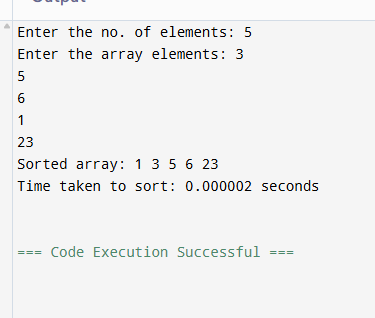 Output
Enter the no. of elements: 5
Enter the array elements: 3
5
6
1
23
Sorted array: 1 3 5 6 23
Time taken to sort: 0.000002 seconds
=== Code Execution Successful ===